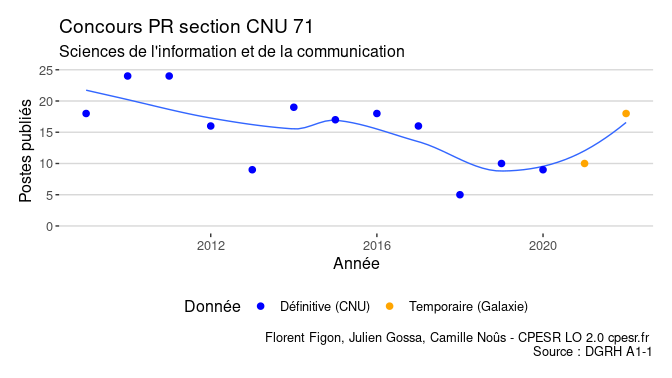 Concours PR section CNU 71
Sciences de l'information et de la communication
Postes publiés
25
20
15
10
5
0
2012
2016
2020
Année
Donnée
Définitive (CNU)
Temporaire (Galaxie)
Florent Figon, Julien Gossa, Camille Noûs - CPESR LO 2.0 cpesr.fr
Source : DGRH A1-1